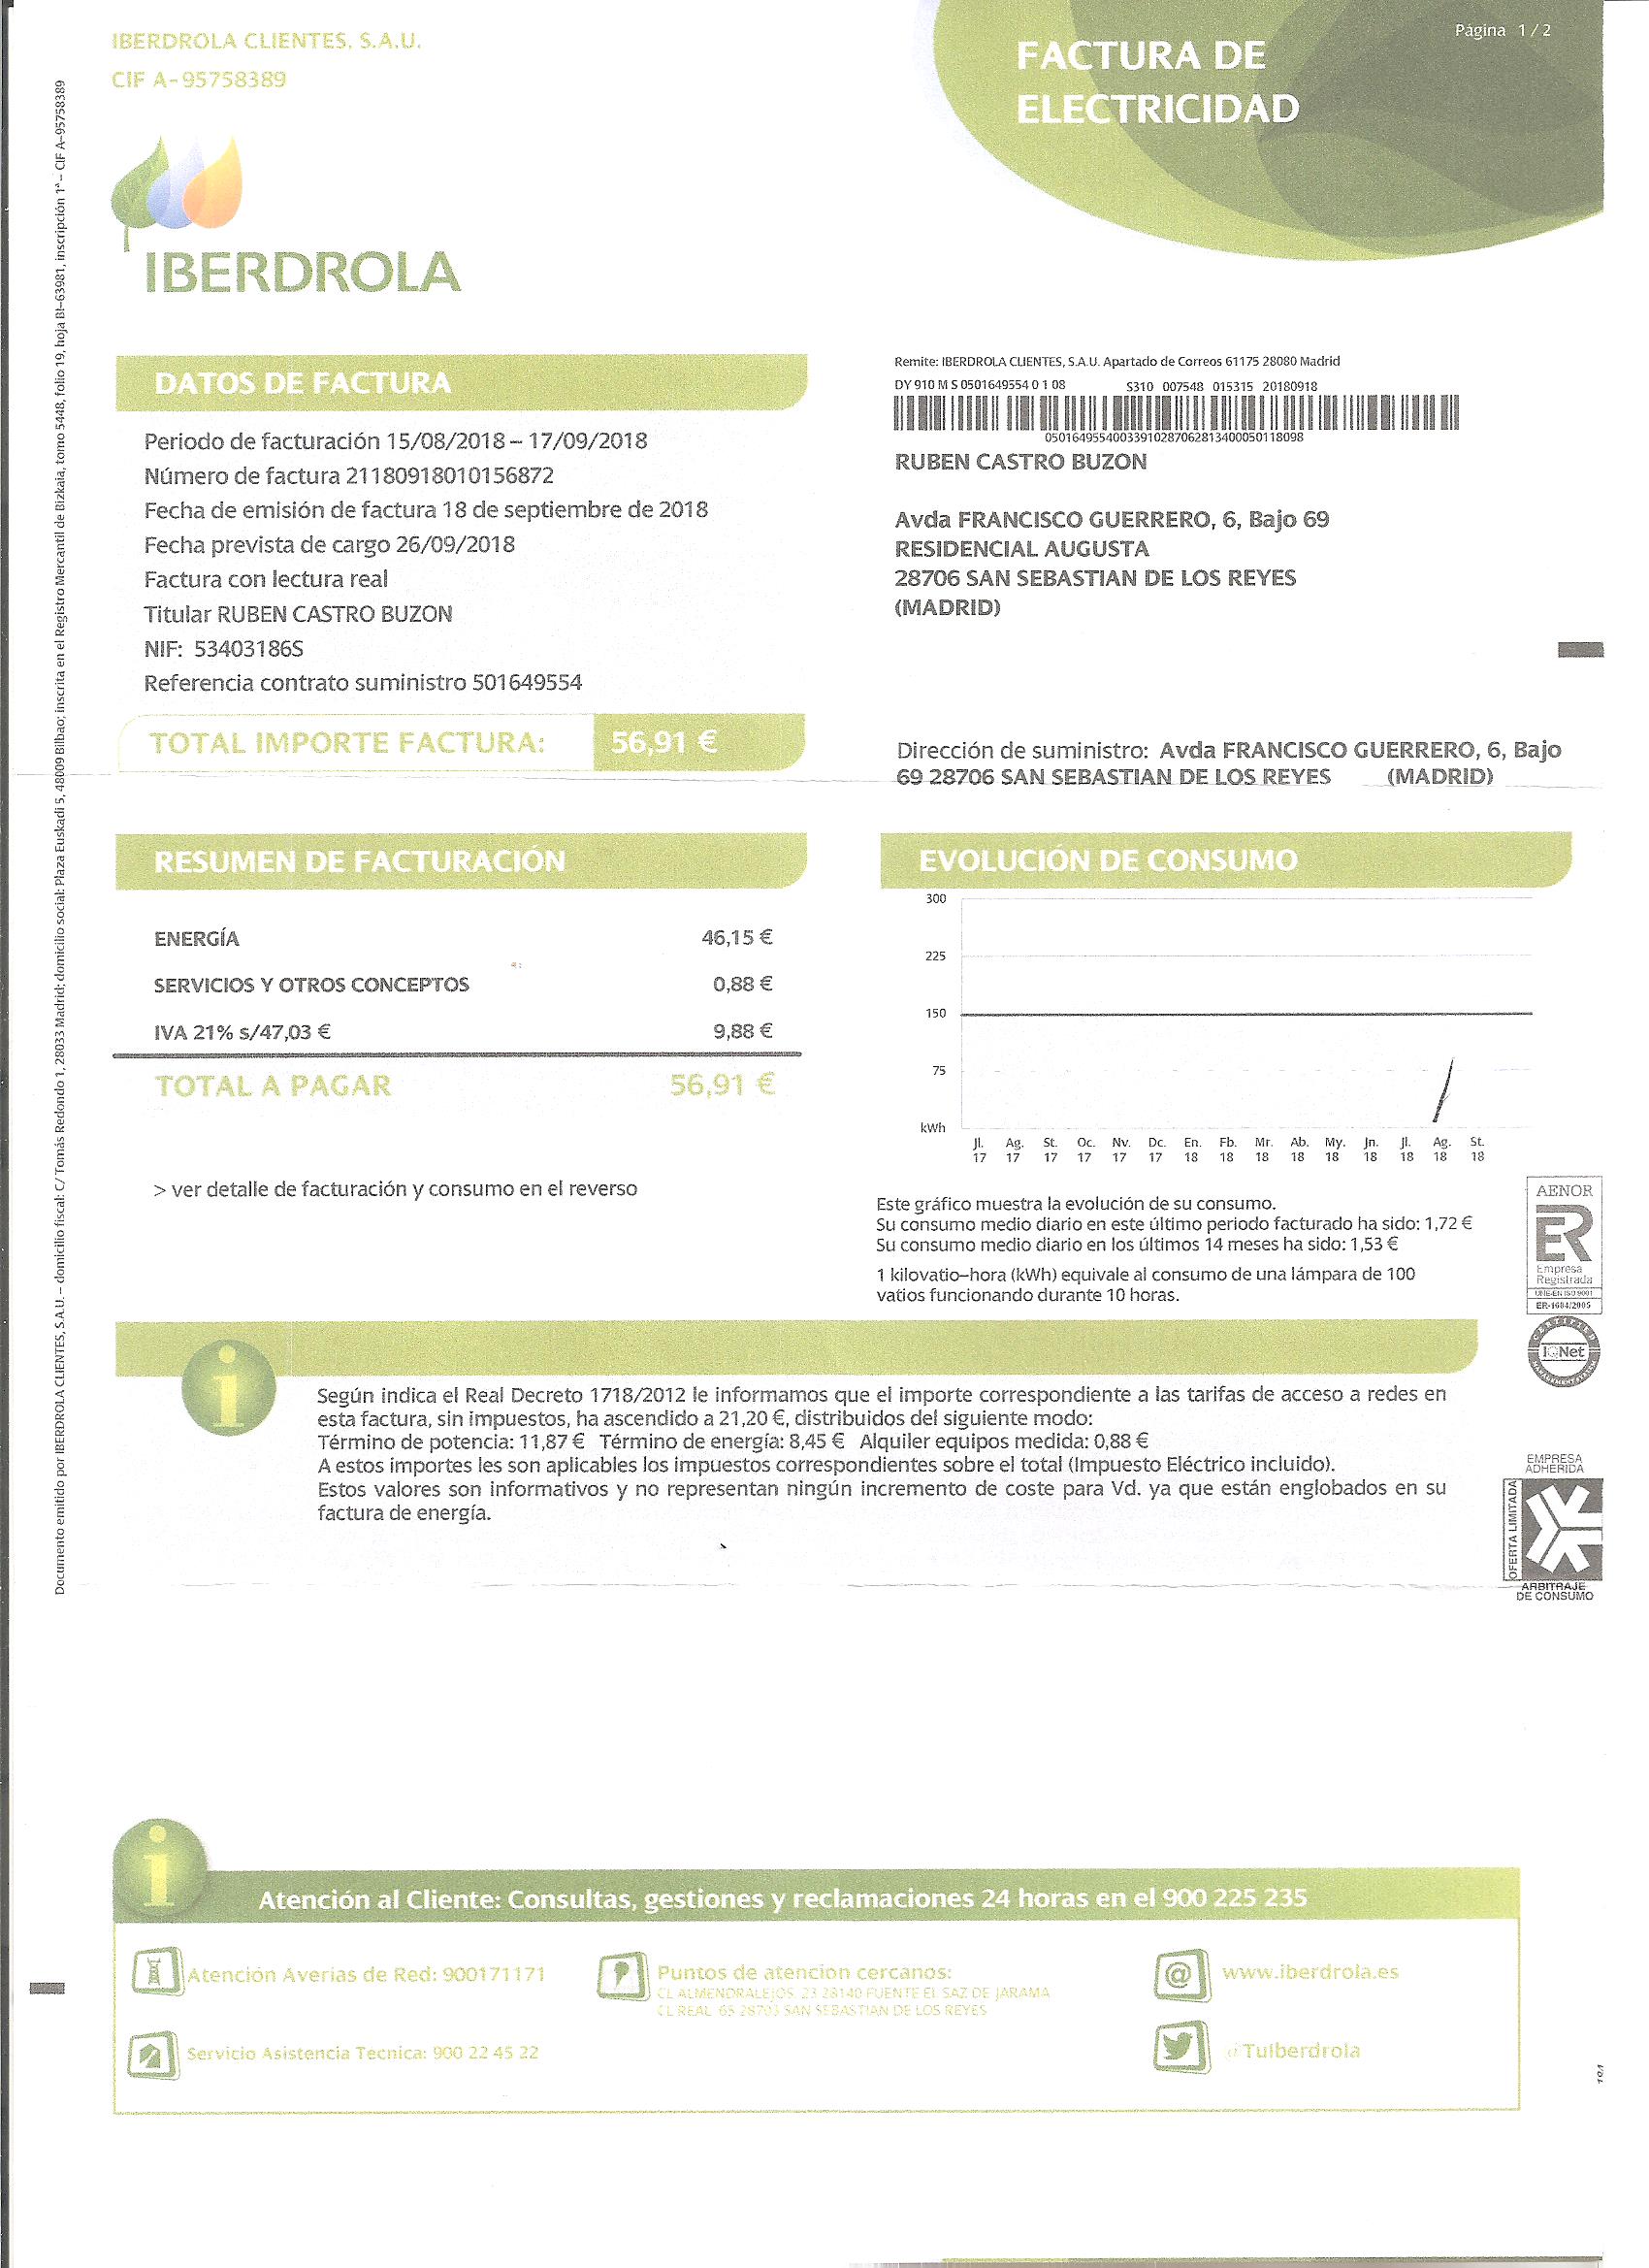 IBERDROLA CLIENTES, S.A.U.
CIF A-95758389
FACTURA DE
ELECTRICIDAD
Página 1 / 2
IBERDROLA
Documento emitido por IBERDROLA CLIENTES, S.A.U. – domicilio fiscal: C/ Tomás Redondo 1, 28033 Madrid; domicilio social: Plaza Euskadi 5, 48009 Bilbao; inscrita en el Registro Mercantil de Bizkaia, tomo 5448, folio 19, hoja BI-63981, inscripción 1ª – CIF A-95758389
DATOS DE FACTURA
Periodo de facturación 15/08/2018 – 17/09/2018
Número de factura 21180918010156872
Fecha de emisión de factura 18 de septiembre de 2018
Fecha prevista de cargo 26/09/2018
Factura con lectura real
Titular RUBEN CASTRO BUZON
NIF: 53403186S
Referencia contrato suministro 501649554
TOTAL IMPORTE FACTURA: 56,91 €
Remite: IBERDROLA CLIENTES, S.A.U. Apartado de Correos 61175 28080 Madrid
DY 910 M S 0501649554 0 1 08 S310 007548 015315 20180918
05016495540033910287062813400050118098
RUBEN CASTRO BUZON
Avda FRANCISCO GUERRERO, 6, Bajo 69
RESIDENCIAL AUGUSTA
28706 SAN SEBASTIAN DE LOS REYES
(MADRID)
Dirección de suministro: Avda FRANCISCO GUERRERO, 6, Bajo
69 28706 SAN SEBASTIAN DE LOS REYES (MADRID)
RESUMEN DE FACTURACIÓN
ENERGÍA 46,15 €
SERVICIOS Y OTROS CONCEPTOS 0,88 €
IVA 21% s/47,03 € 9,88 €
TOTAL A PAGAR 56,91 €
> ver detalle de facturación y consumo en el reverso
EVOLUCIÓN DE CONSUMO
300
225
150
75
kWh
Jl. Ag. St. Oc. Nv. Dc. En. Fb. Mr. Ab. My. Jn. Jl. Ag. St.
17 17 17 17 17 17 18 18 18 18 18 18 18 18 18
Este gráfico muestra la evolución de su consumo.
Su consumo medio diario en este último periodo facturado ha sido: 1,72 €
Su consumo medio diario en los últimos 14 meses ha sido: 1,53 €
1 kilovatio-hora (kWh) equivale al consumo de una lámpara de 100
vatios funcionando durante 10 horas.
AENOR
ER
Empresa
Registrada
UNE-EN ISO 9001
ER-1684/2005
CERTIFIED
IQNet
MANAGEMENT SYSTEM
Según indica el Real Decreto 1718/2012 le informamos que el importe correspondiente a las tarifas de acceso a redes en
esta factura, sin impuestos, ha ascendido a 21,20 €, distribuidos del siguiente modo:
Término de potencia: 11,87 € Término de energía: 8,45 € Alquiler equipos medida: 0,88 €
A estos importes les son aplicables los impuestos correspondientes sobre el total (Impuesto Eléctrico incluido).
Estos valores son informativos y no representan ningún incremento de coste para Vd. ya que están englobados en su
factura de energía.
EMPRESA
ADHERIDA
OFERTA LIMITADA
ARBITRAJE
DE CONSUMO
Atención al Cliente: Consultas, gestiones y reclamaciones 24 horas en el 900 225 235
Atención Averias de Red: 900171171
Puntos de atencion cercanos:
CL ALMENDRALEJOS 23 28140 FUENTE EL SAZ DE JARAMA
CL REAL 65 28703 SAN SEBASTIAN DE LOS REYES
@
www.iberdrola.es
Servicio Asistencia Tecnica: 900 22 45 22
@TuIberdrola